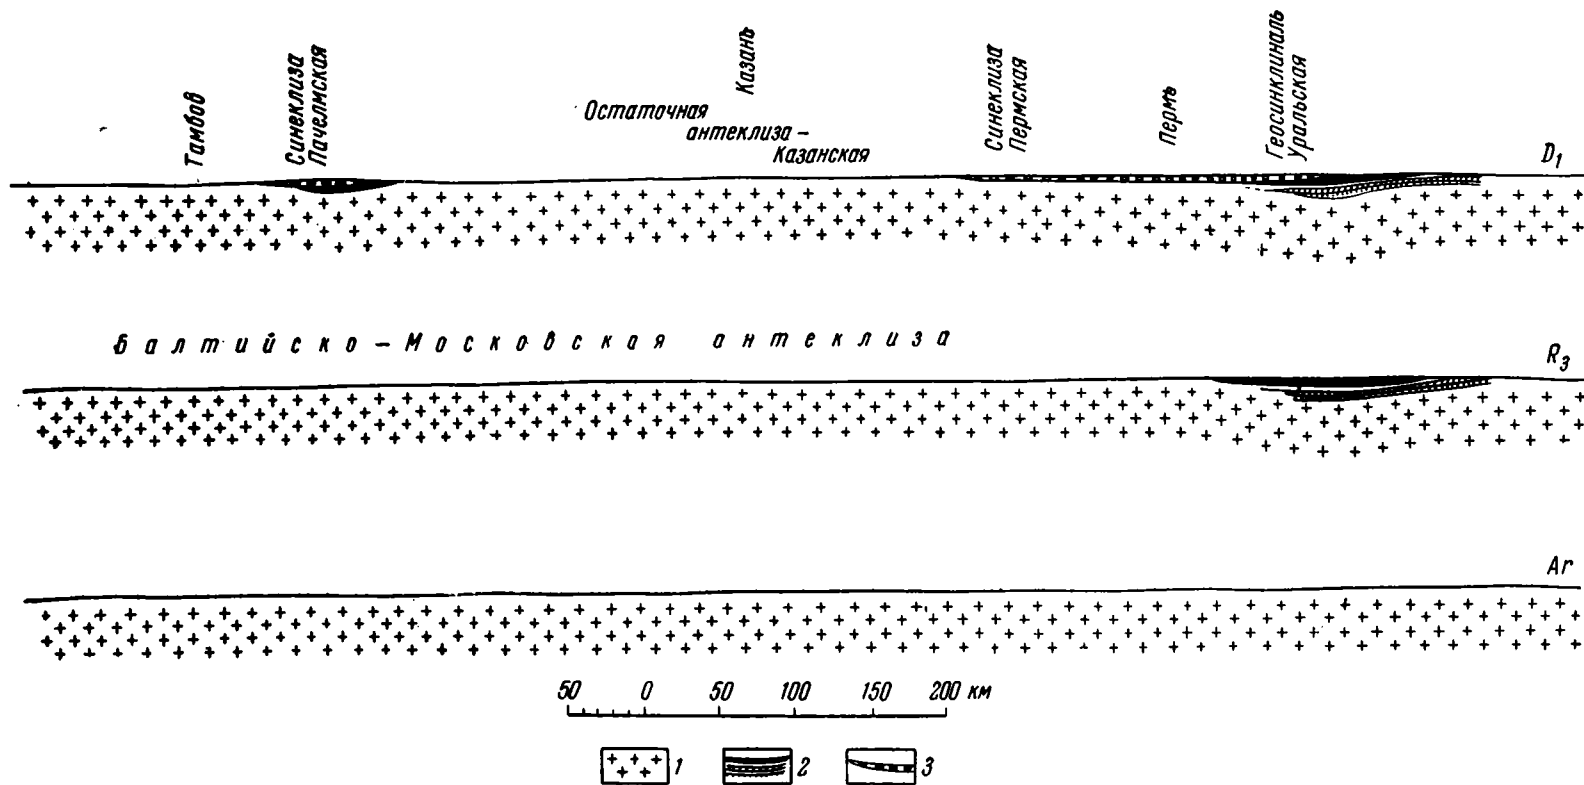 Тамбов
Синеклиза
Пачелмская
Остаточная
антеклиза –
Казанская
Казань
Синеклиза
Пермская
Пермь
Геосинклиналь
Уральская
D₁
Балтийско – Московская антеклиза
R₃
Ar
50 0 50 100 150 200 км
1 2 3